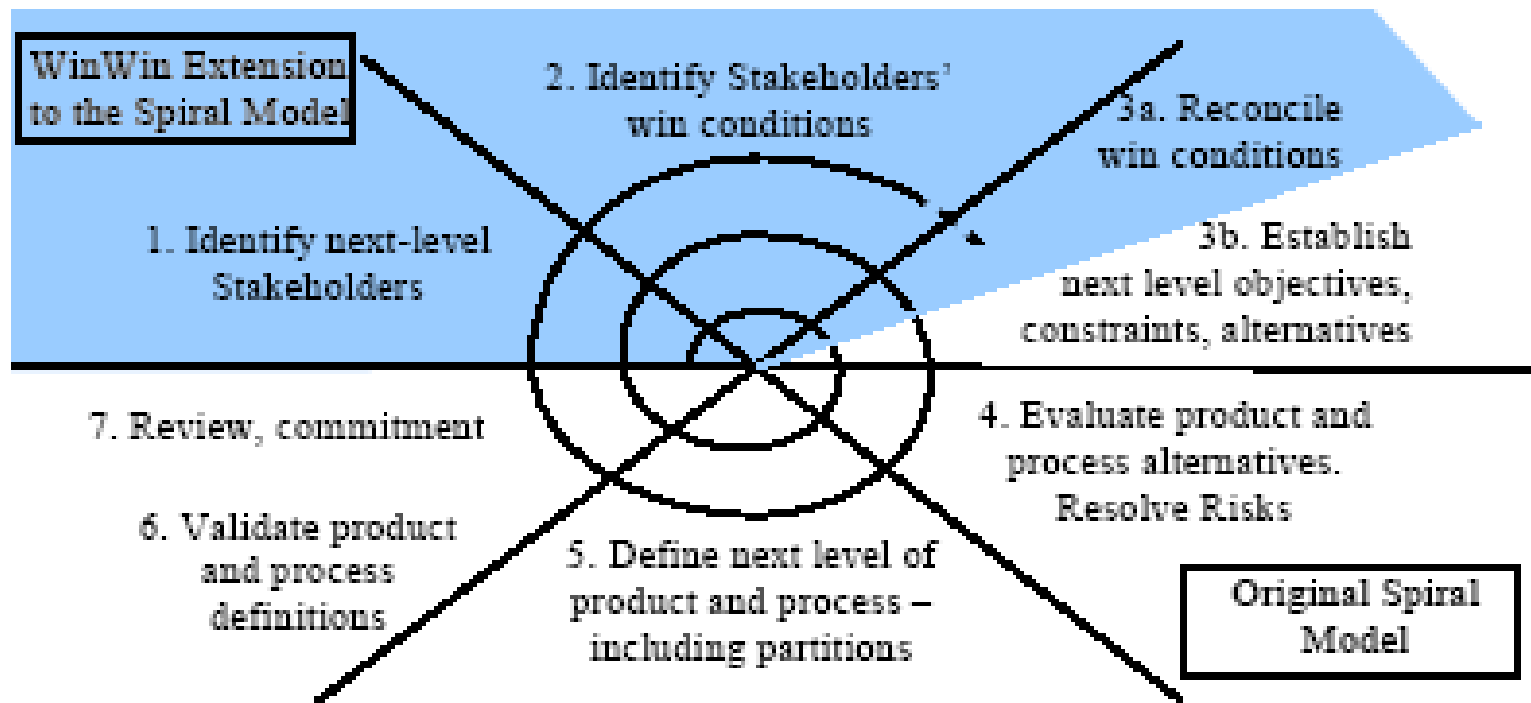 WinWin Extension
to the Spiral Model
2. Identify Stakeholders'
win conditions
3a. Reconcile
win conditions
1. Identify next-level
Stakeholders
3b. Establish
next level objectives,
constraints, alternatives
7. Review, commitment
4. Evaluate product and
process alternatives.
Resolve Risks
6. Validate product
and process
definitions
5. Define next level of
product and process –
including partitions
Original Spiral
Model